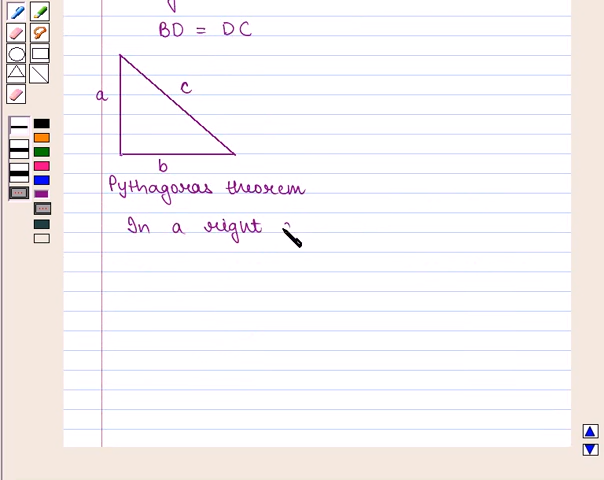 BD = DC
a
c
b
Pythagoras theorem
In a right